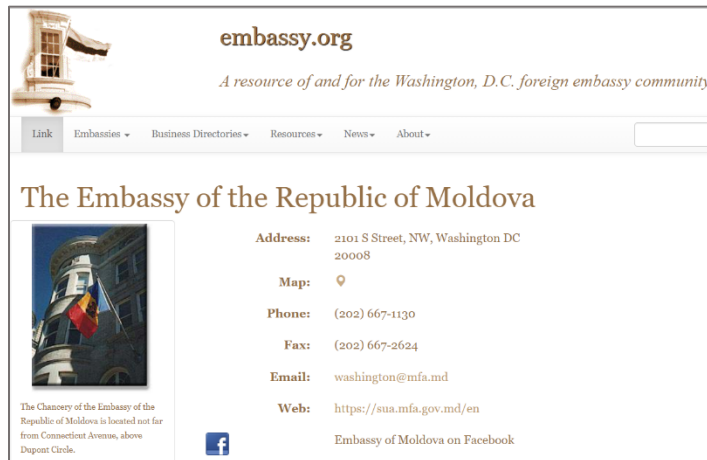 embassy.org
A resource of and for the Washington, D.C. foreign embassy community
Link Embassies Business Directories Resources News About
The Embassy of the Republic of Moldova
Address: 2101 S Street, NW, Washington DC
20008
Map:
Phone: (202) 667-1130
Fax: (202) 667-2624
Email: washington@mfa.md
Web: https://sua.mfa.gov.md/en
Embassy of Moldova on Facebook
The Chancery of the Embassy of the
Republic of Moldova is located not far
from Connecticut Avenue, above
Dupont Circle.